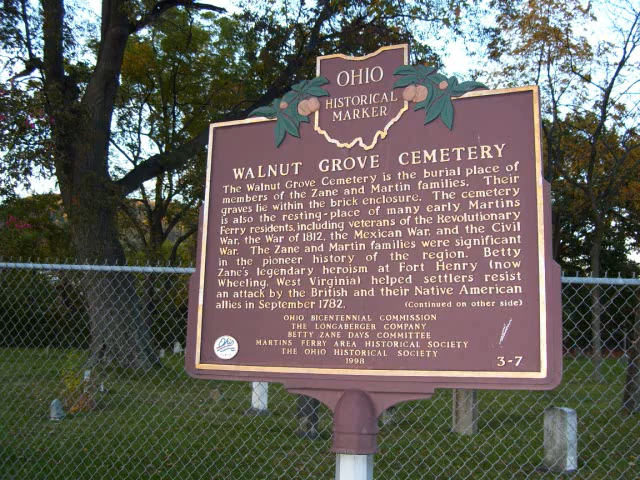 OHIO
HISTORICAL
MARKER
WALNUT GROVE CEMETERY
The Walnut Grove Cemetery is the burial place of
members of the Zane and Martin families. Their
graves lie within the brick enclosure. The cemetery
is also the resting-place of many early Martins
Ferry residents, including veterans of the Revolutionary
War, the War of 1812, the Mexican War, and the Civil
War. The Zane and Martin families were significant
in the pioneer history of the region. Betty
Zane's legendary heroism at Fort Henry (now
Wheeling, West Virginia) helped settlers resist
an attack by the British and their Native American
allies in September 1782. (Continued on other side)
OHIO BICENTENNIAL COMMISSION
THE LONGABERGER COMPANY
BETTY ZANE DAYS COMMITTEE
MARTINS FERRY AREA HISTORICAL SOCIETY
THE OHIO HISTORICAL SOCIETY
1998
3-7
Ohio